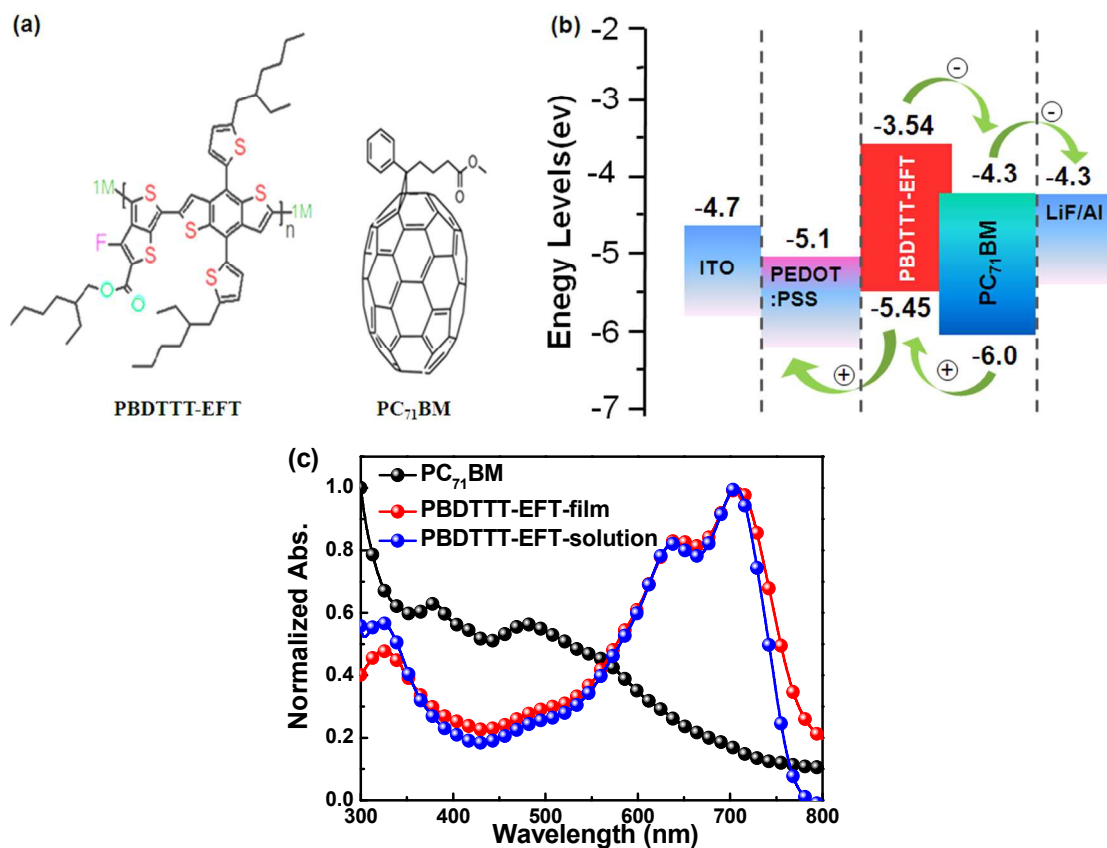 (a)
S
S
1M
S
S
S
1M
n
F
S
S
O
O
O
O
PBDTTT-EFT
PC71BM
(b)
Enegy Levels(ev)
-2
-3
-4
-5
-6
-7
-4.7
ITO
-5.1
PEDOT
:PSS
-3.54
PBDTTT-EFT
-5.45
-4.3
PC71BM
-6.0
-4.3
LiF/Al
-
-
+
+
(c)
PC71BM
PBDTTT-EFT-film
PBDTTT-EFT-solution
Normalized Abs.
1.0
0.8
0.6
0.4
0.2
0.0
300
400
500
600
700
800
Wavelength (nm)